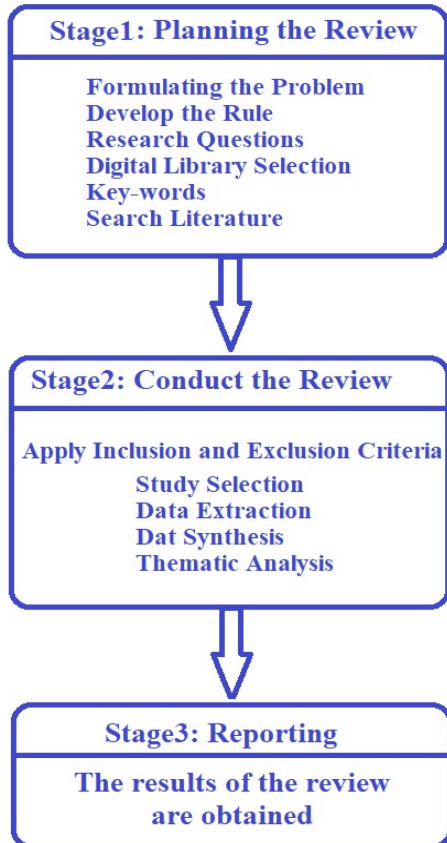 Stage1: Planning the Review
Formulating the Problem
Develop the Rule
Research Questions
Digital Library Selection
Key-words
Search Literature
Stage2: Conduct the Review
Apply Inclusion and Exclusion Criteria
Study Selection
Data Extraction
Dat Synthesis
Thematic Analysis
Stage3: Reporting
The results of the review
are obtained